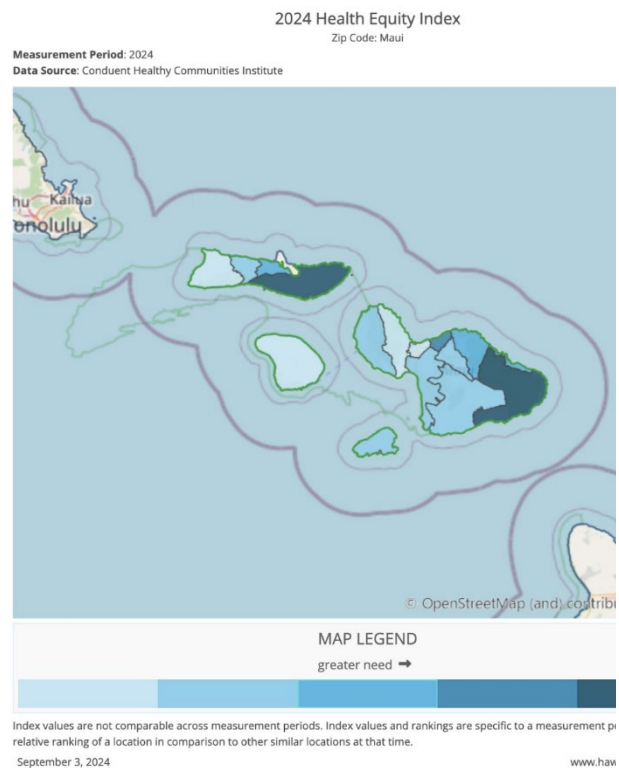 2024 Health Equity Index
Zip Code: Maui
Measurement Period: 2024
Data Source: Conduent Healthy Communities Institute
Kailua
hu
onolulu
© OpenStreetMap (and) contribu
MAP LEGEND
greater need ➡
Index values are not comparable across measurement periods. Index values and rankings are specific to a measurement p
relative ranking of a location in comparison to other similar locations at that time.
September 3, 2024
www.haw